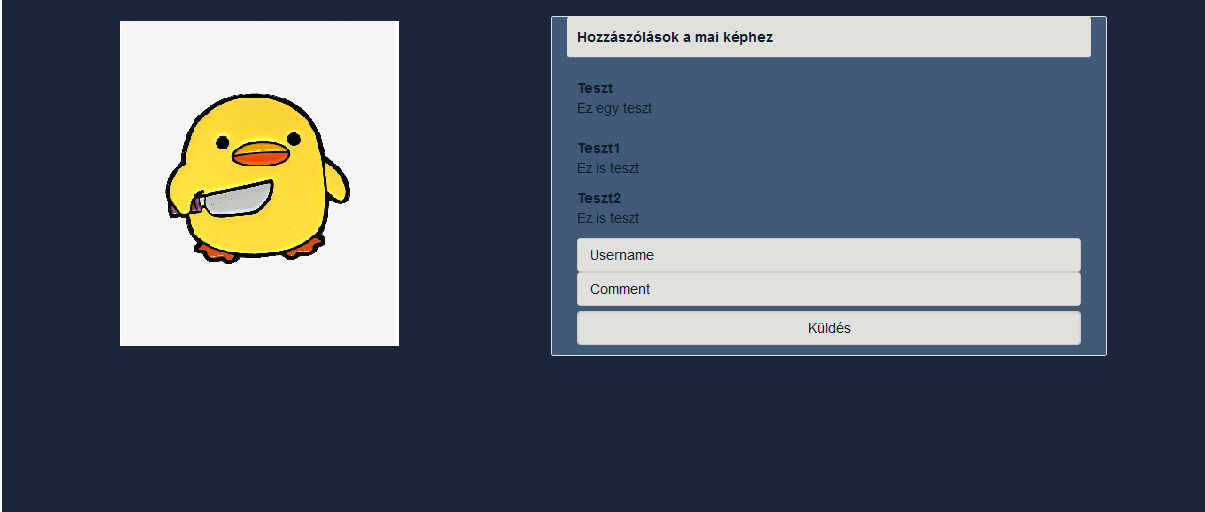 Hozzászólások a mai képhez
Teszt
Ez egy teszt
Teszt1
Ez is teszt
Teszt2
Ez is teszt
Username
Comment
Küldés